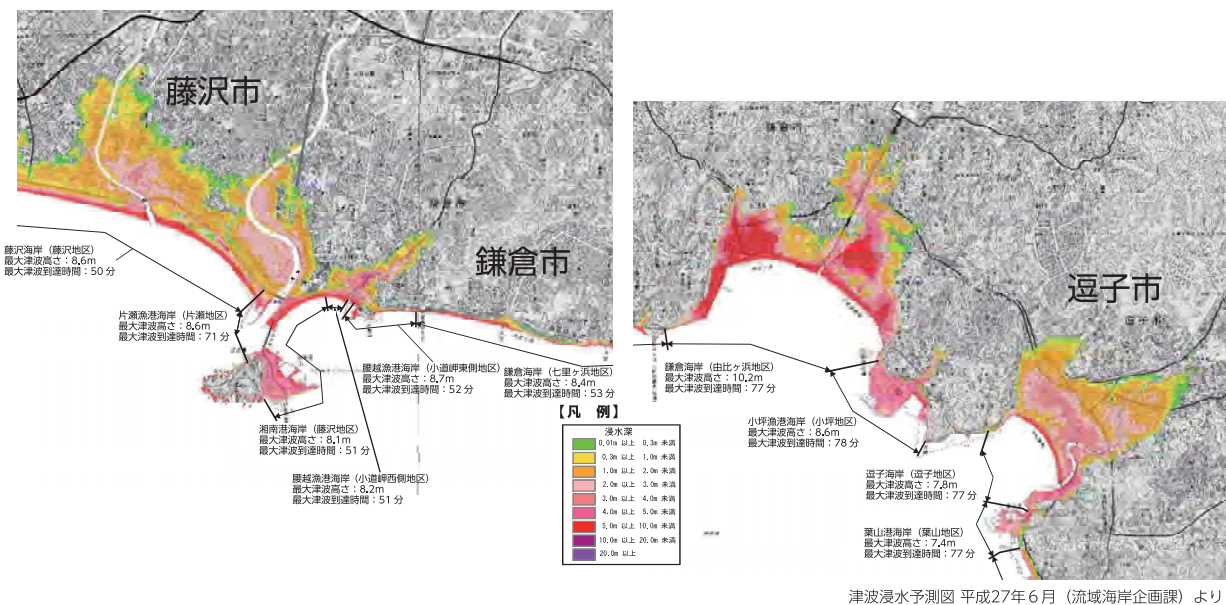 藤沢市
鎌倉市
藤沢海岸（藤沢地区）
最大津波高さ：8.6m
最大津波到達時間：50 分
片瀬漁港海岸（片瀬地区）
最大津波高さ：8.6m
最大津波到達時間：71 分
湘南港海岸（藤沢地区）
最大津波高さ：8.1m
最大津波到達時間：51 分
腰越漁港海岸（小道岬西側地区）
最大津波高さ：8.2m
最大津波到達時間：51 分
腰越漁港海岸（小道岬東側地区）
最大津波高さ：8.7m
最大津波到達時間：52 分
鎌倉海岸（七里ヶ浜地区）
最大津波高さ：8.4m
最大津波到達時間：53 分
【凡　例】
浸水深
0.01m 以上 0.3m 未満
0.3m 以上 1.0m 未満
1.0m 以上 2.0m 未満
2.0m 以上 3.0m 未満
3.0m 以上 4.0m 未満
4.0m 以上 5.0m 未満
5.0m 以上 10.0m 未満
10.0m 以上 20.0m 未満
20.0m 以上
逗子市
鎌倉海岸（由比ヶ浜地区）
最大津波高さ：10.2m
最大津波到達時間：77 分
小坪漁港海岸（小坪地区）
最大津波高さ：8.6m
最大津波到達時間：78 分
逗子海岸（逗子地区）
最大津波高さ：7.8m
最大津波到達時間：77 分
葉山港海岸（葉山地区）
最大津波高さ：7.4m
最大津波到達時間：77 分
津波浸水予測図 平成27年６月（流域海岸企画課）より